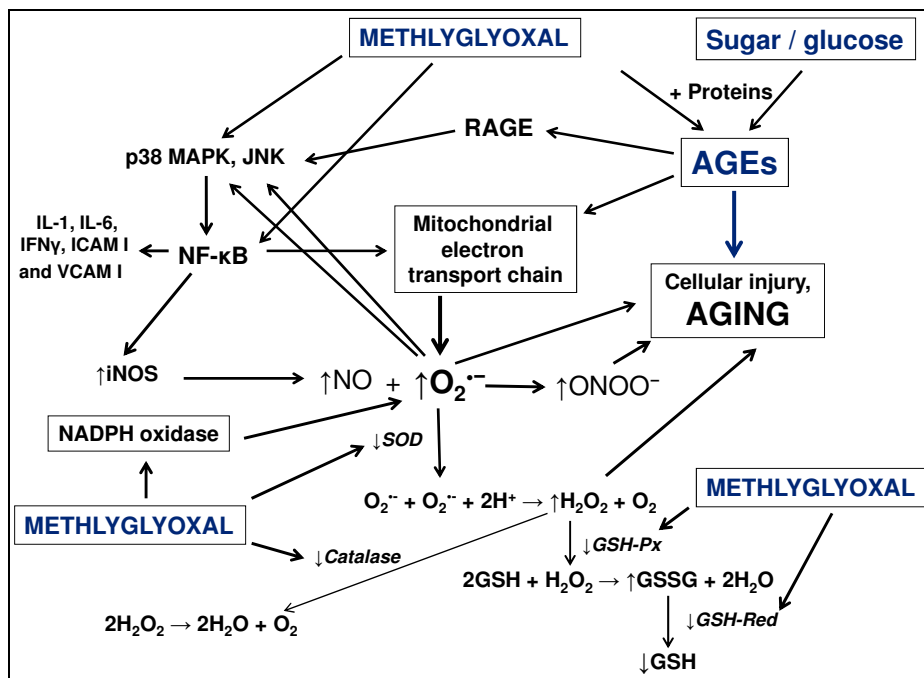 METHLYGLYOXAL
Sugar / glucose
+ Proteins
RAGE
p38 MAPK, JNK
AGEs
IL-1, IL-6,
IFNγ, ICAM I
and VCAM I
NF-κB
Mitochondrial
electron
transport chain
Cellular injury,
AGING
↑iNOS
↑NO + ↑O₂•−
↑ONOO⁻
NADPH oxidase
↓SOD
METHLYGLYOXAL
O₂•- + O₂•- + 2H⁺ → ↑H₂O₂ + O₂
METHLYGLYOXAL
↓Catalase
↓GSH-Px
2GSH + H₂O₂ → ↑GSSG + 2H₂O
2H₂O₂ → 2H₂O + O₂
↓GSH-Red
↓GSH